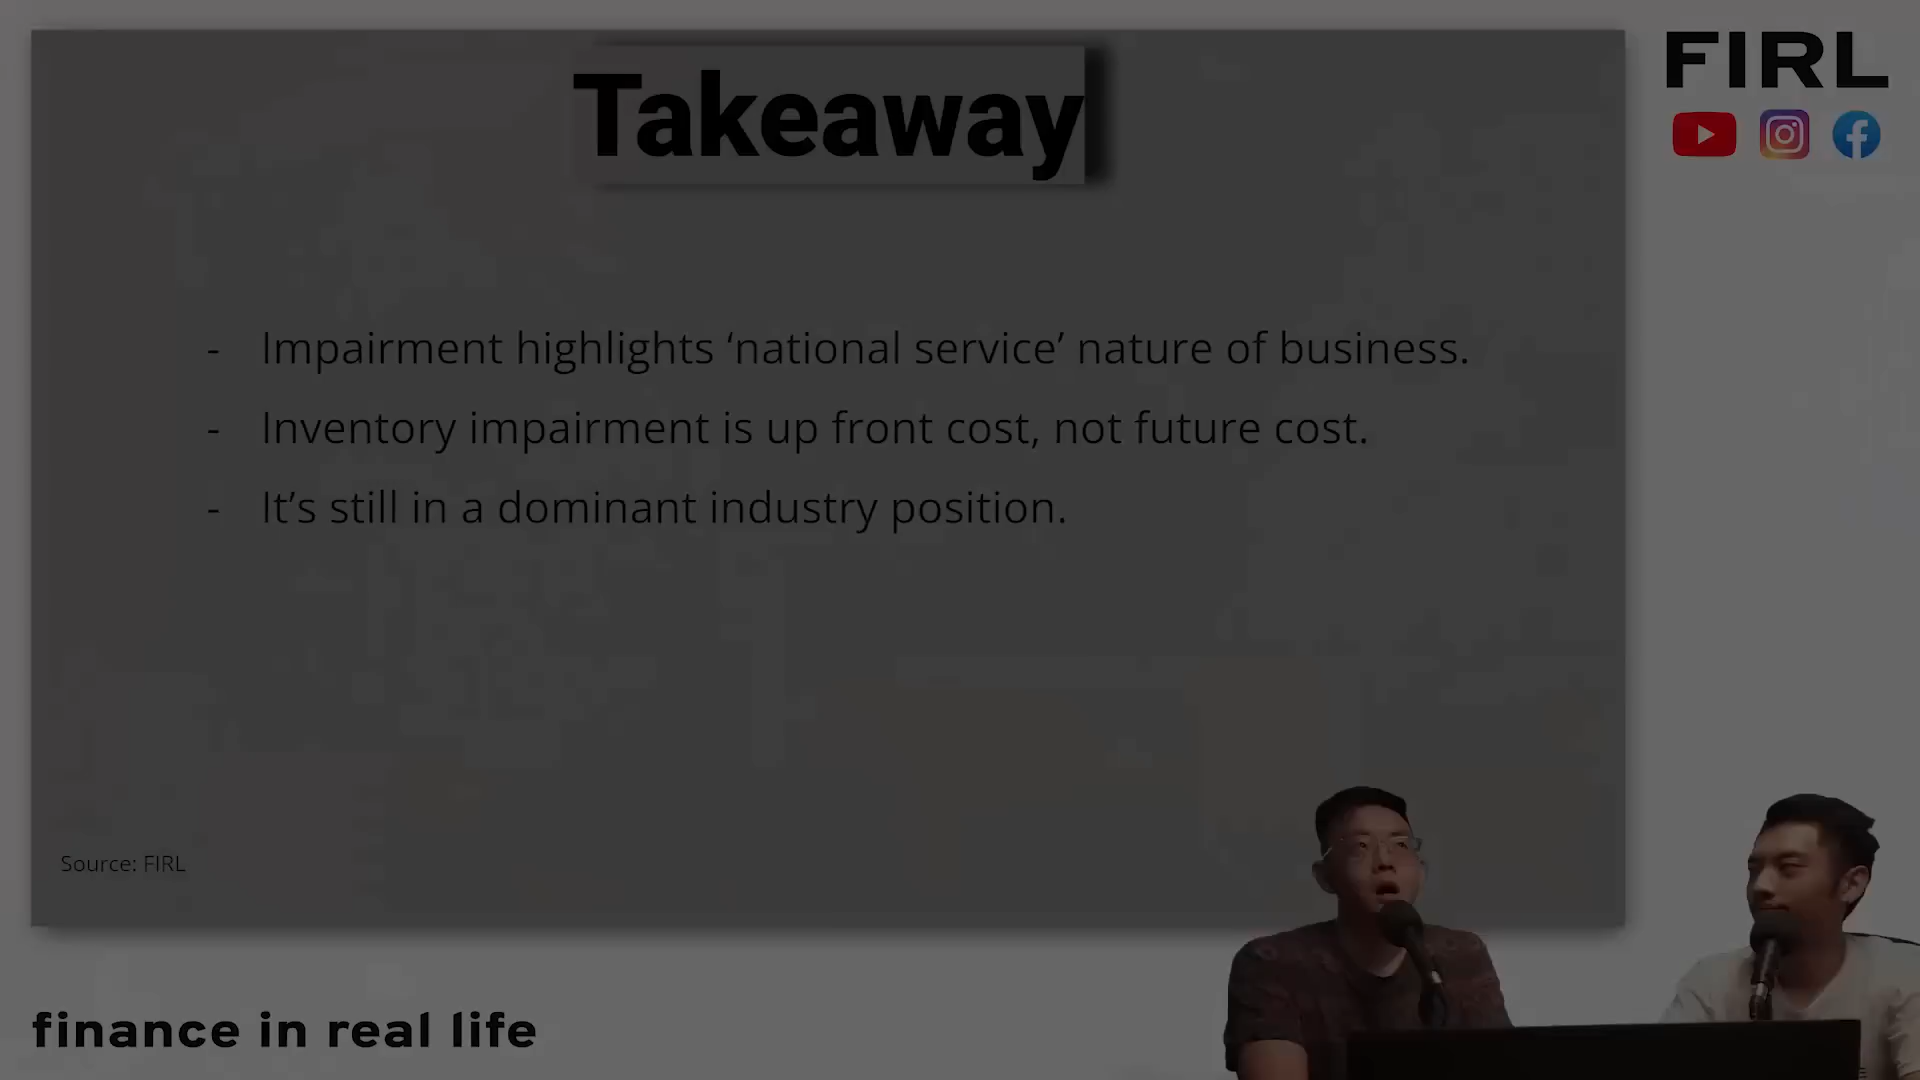 Takeaway
FIRL
- Impairment highlights ‘national service’ nature of business.
- Inventory impairment is up front cost, not future cost.
- It’s still in a dominant industry position.
Source: FIRL
finance in real life